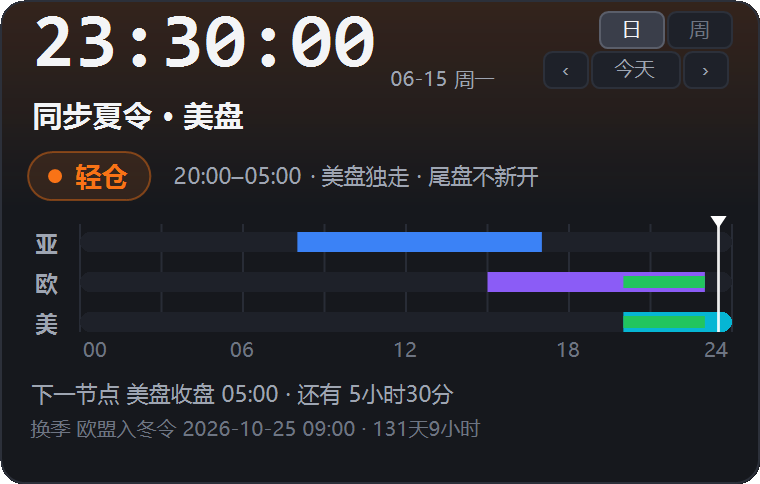 23:30:00
06-15 周一
日 周
‹ 今天 ›
同步夏令 · 美盘
轻仓
20:00–05:00 · 美盘独走 · 尾盘不新开
亚
欧
美
00 06 12 18 24
下一节点 美盘收盘 05:00 · 还有 5小时30分
换季 欧盟入冬令 2026-10-25 09:00 · 131天9小时